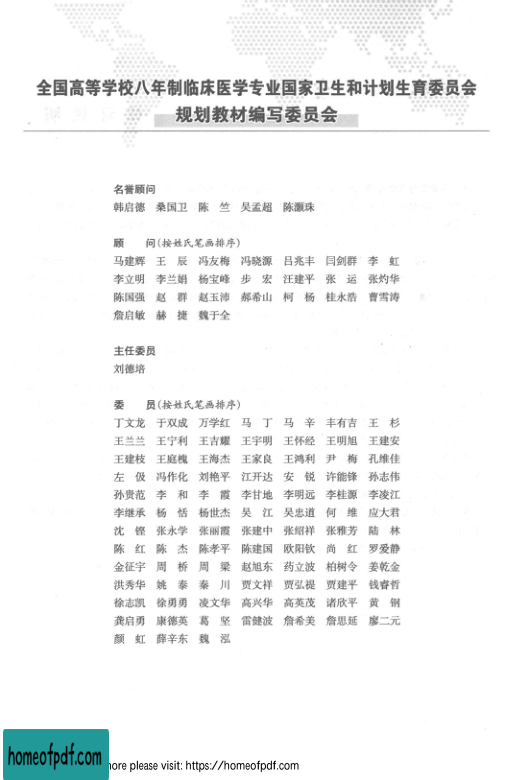 全国高等学校八年制临床医学专业国家卫生和计划生育委员会
规划教材编写委员会
名誉顾问
韩启德 桑国卫 陈 竺 吴孟超 陈灏珠
顾 问(按姓氏笔画排序)
马建辉 王 辰 冯友梅 冯晓源 吕兆丰 闫剑群 李 虹
李立明 李兰娟 杨宝峰 步 宏 汪建平 张 运 张灼华
陈国强 赵 群 赵玉沛 郝希山 柯 杨 桂永浩 曹雪涛
詹启敏 赫 捷 魏于全
主任委员
刘德培
委 员(按姓氏笔画排序)
丁文龙 于双成 万学红 马 丁 马 辛 丰有吉 王 杉
王兰兰 王宁利 王吉耀 王宇明 王怀经 王明旭 王建安
王建枝 王庭槐 王海杰 王家良 王鸿利 尹 梅 孔维佳
左 伋 冯作化 刘艳平 江开达 安 锐 许能锋 孙志伟
孙贵范 李 和 李 霞 李甘地 李明远 李桂源 李凌江
李继承 杨 恬 杨世杰 吴 江 吴忠道 何 维 应大君
沈 铿 张永学 张丽霞 张建中 张绍祥 张雅芳 陆 林
陈 红 陈 杰 陈孝平 陈建国 欧阳钦 尚 红 罗爱静
金征宇 周 桥 周 梁 赵旭东 药立波 柏树令 姜乾金
洪秀华 姚 泰 秦 川 贾文祥 贾弘禔 贾建平 钱睿哲
徐志凯 徐勇勇 凌文华 高兴华 高英茂 诸欣平 黄 钢
龚启勇 康德英 葛 坚 雷健波 詹希美 詹思延 廖二元
颜 虹 薛辛东 魏 泓
homeofpdf.com
ore please visit: https://homeofpdf.com